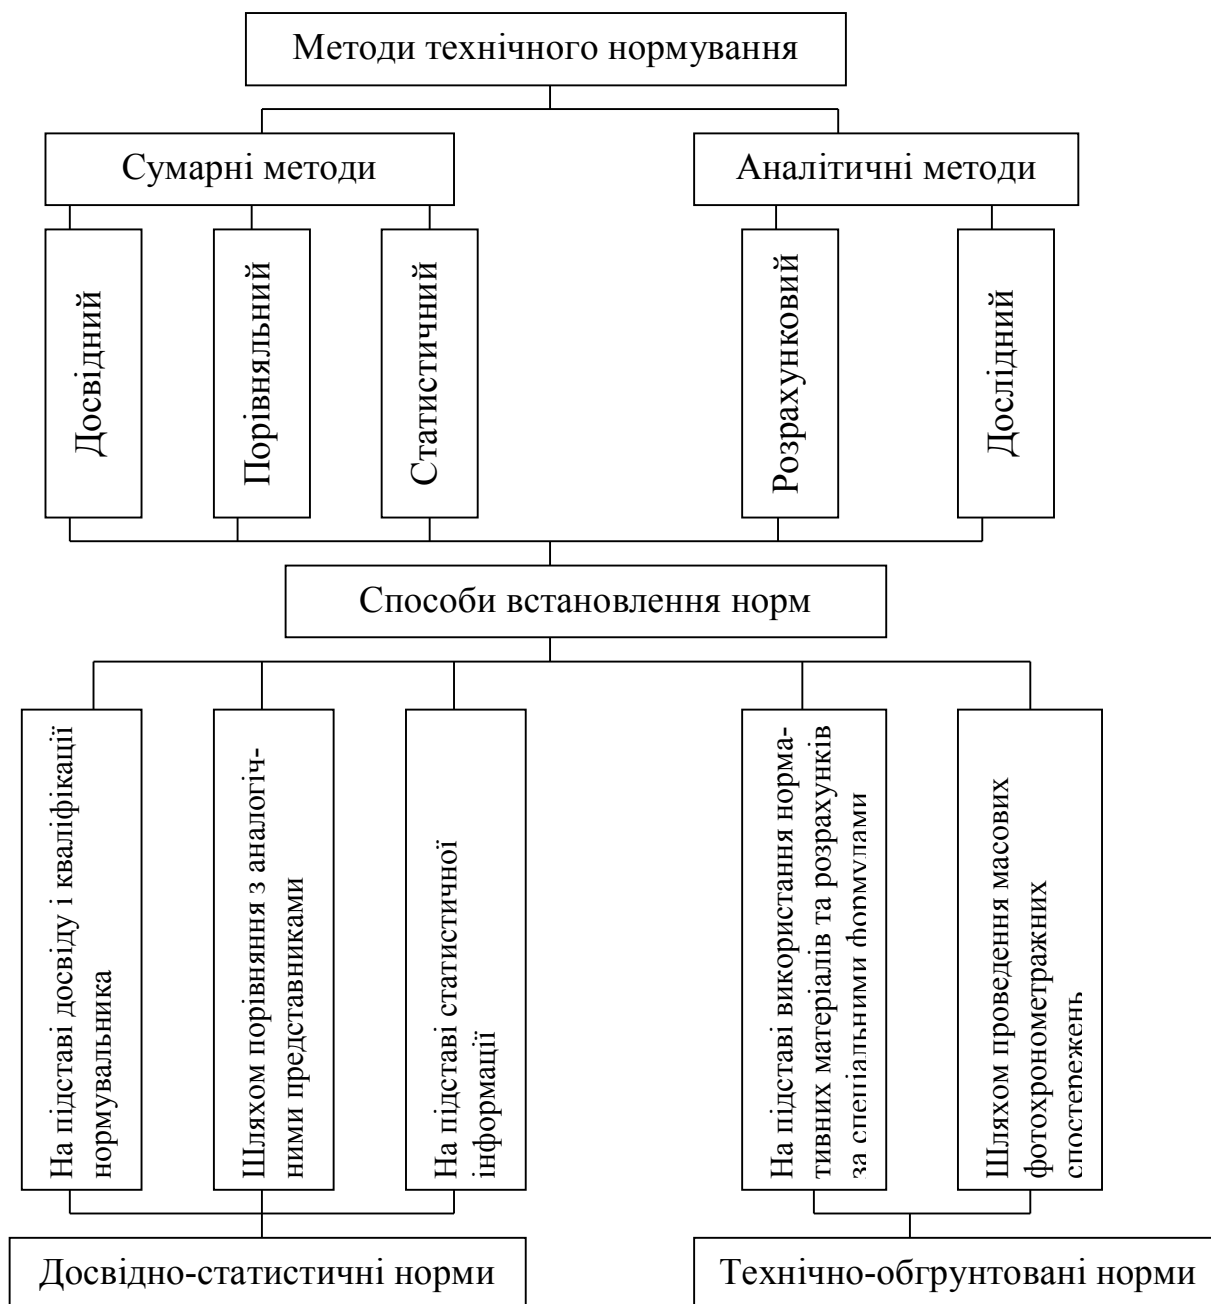 Методи технічного нормування
Сумарні методи
Аналітичні методи
Досвідний
Порівняльний
Статистичний
Розрахунковий
Дослідний
Способи встановлення норм
На підставі досвіду і кваліфікації
нормувальника
Шляхом порівняння з аналогіч-
ними представниками
На підставі статистичної
інформації
На підставі використання норма-
тивних матеріалів та розрахунків
за спеціальними формулами
Шляхом проведення масових
фотохронометражних
спостережень
Досвідно-статистичні норми
Технічно-обгрунтовані норми